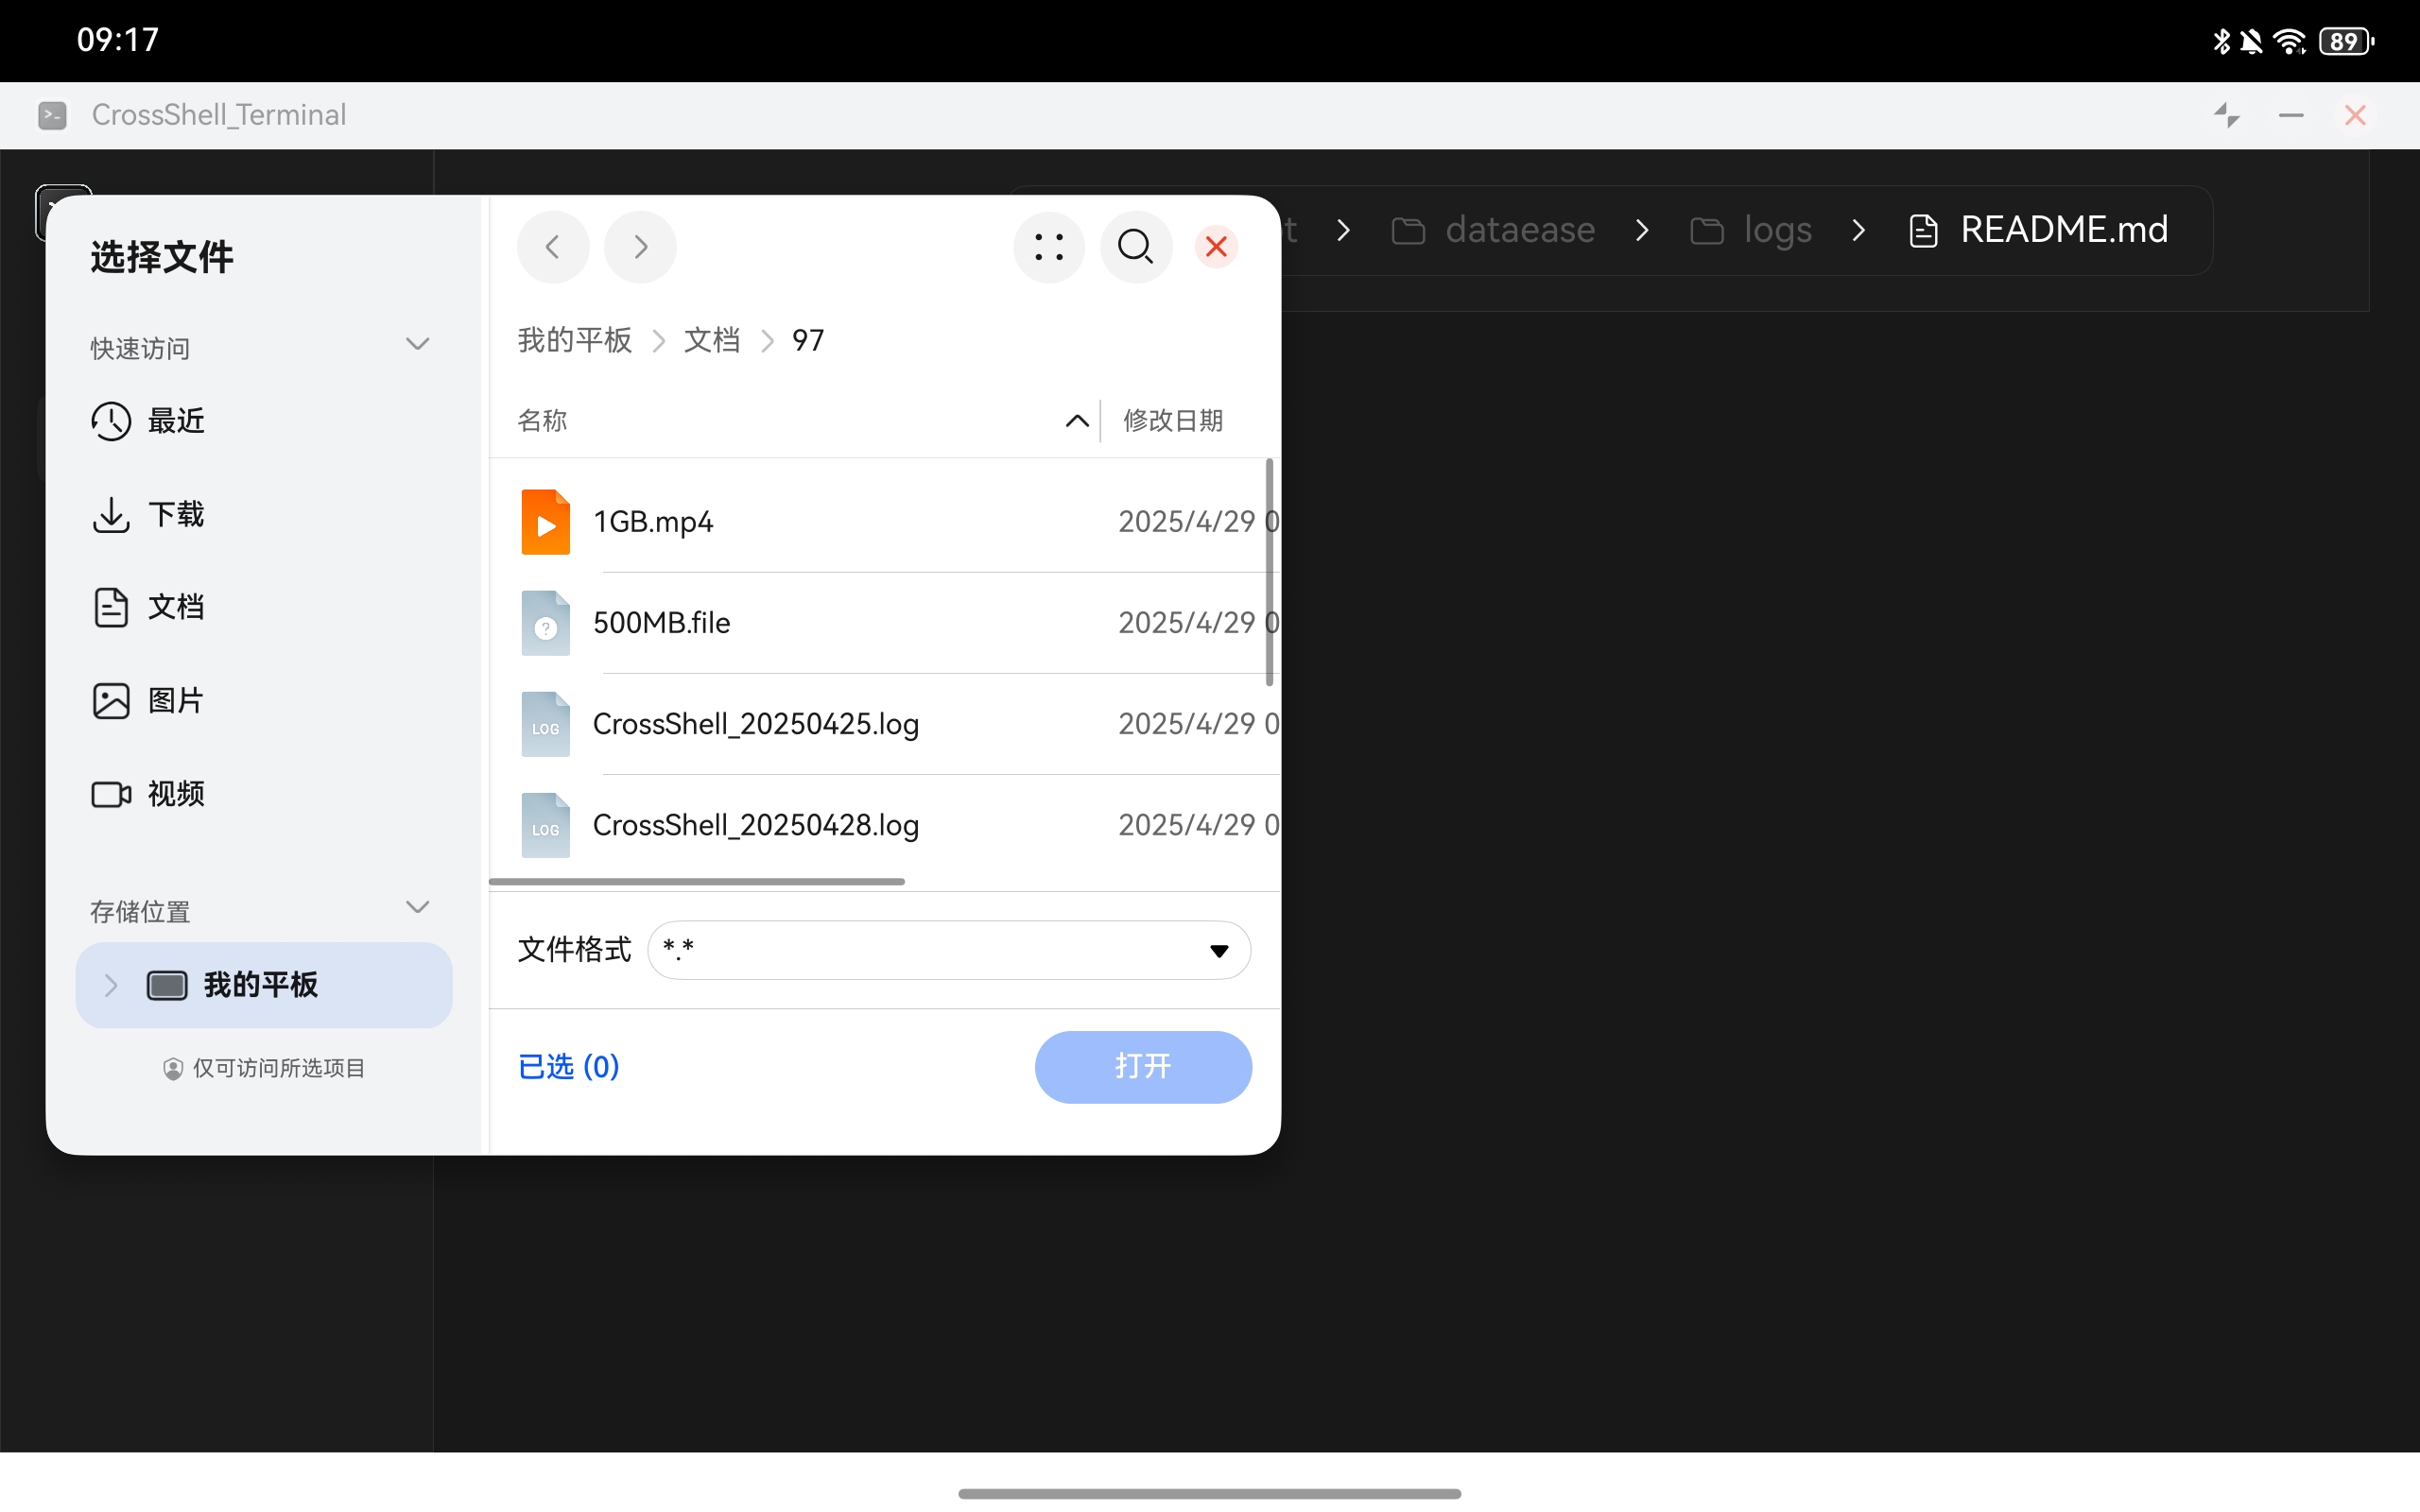 09:17
89
CrossShell_Terminal
t > dataease > logs > README.md
选择文件
快速访问
最近
下载
文档
图片
视频
存储位置
我的平板
仅可访问所选项目
我的平板 > 文档 > 97
名称 修改日期
1GB.mp4 2025/4/29 0
500MB.file 2025/4/29 0
LOG CrossShell_20250425.log 2025/4/29 0
LOG CrossShell_20250428.log 2025/4/29 0
文件格式 *.*
已选 (0) 打开